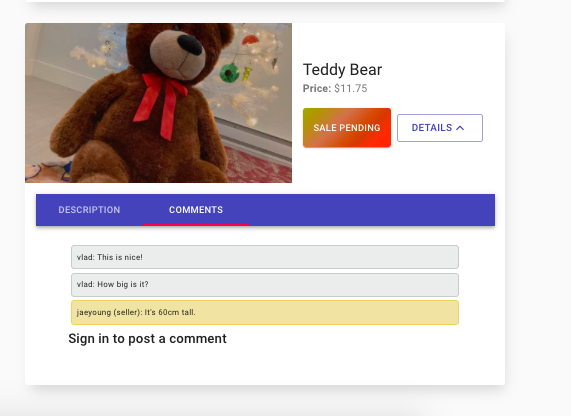 Teddy Bear
Price: $11.75
SALE PENDING
DETAILS
DESCRIPTION
COMMENTS
vlad: This is nice!
vlad: How big is it?
jaeyoung (seller): It's 60cm tall.
Sign in to post a comment